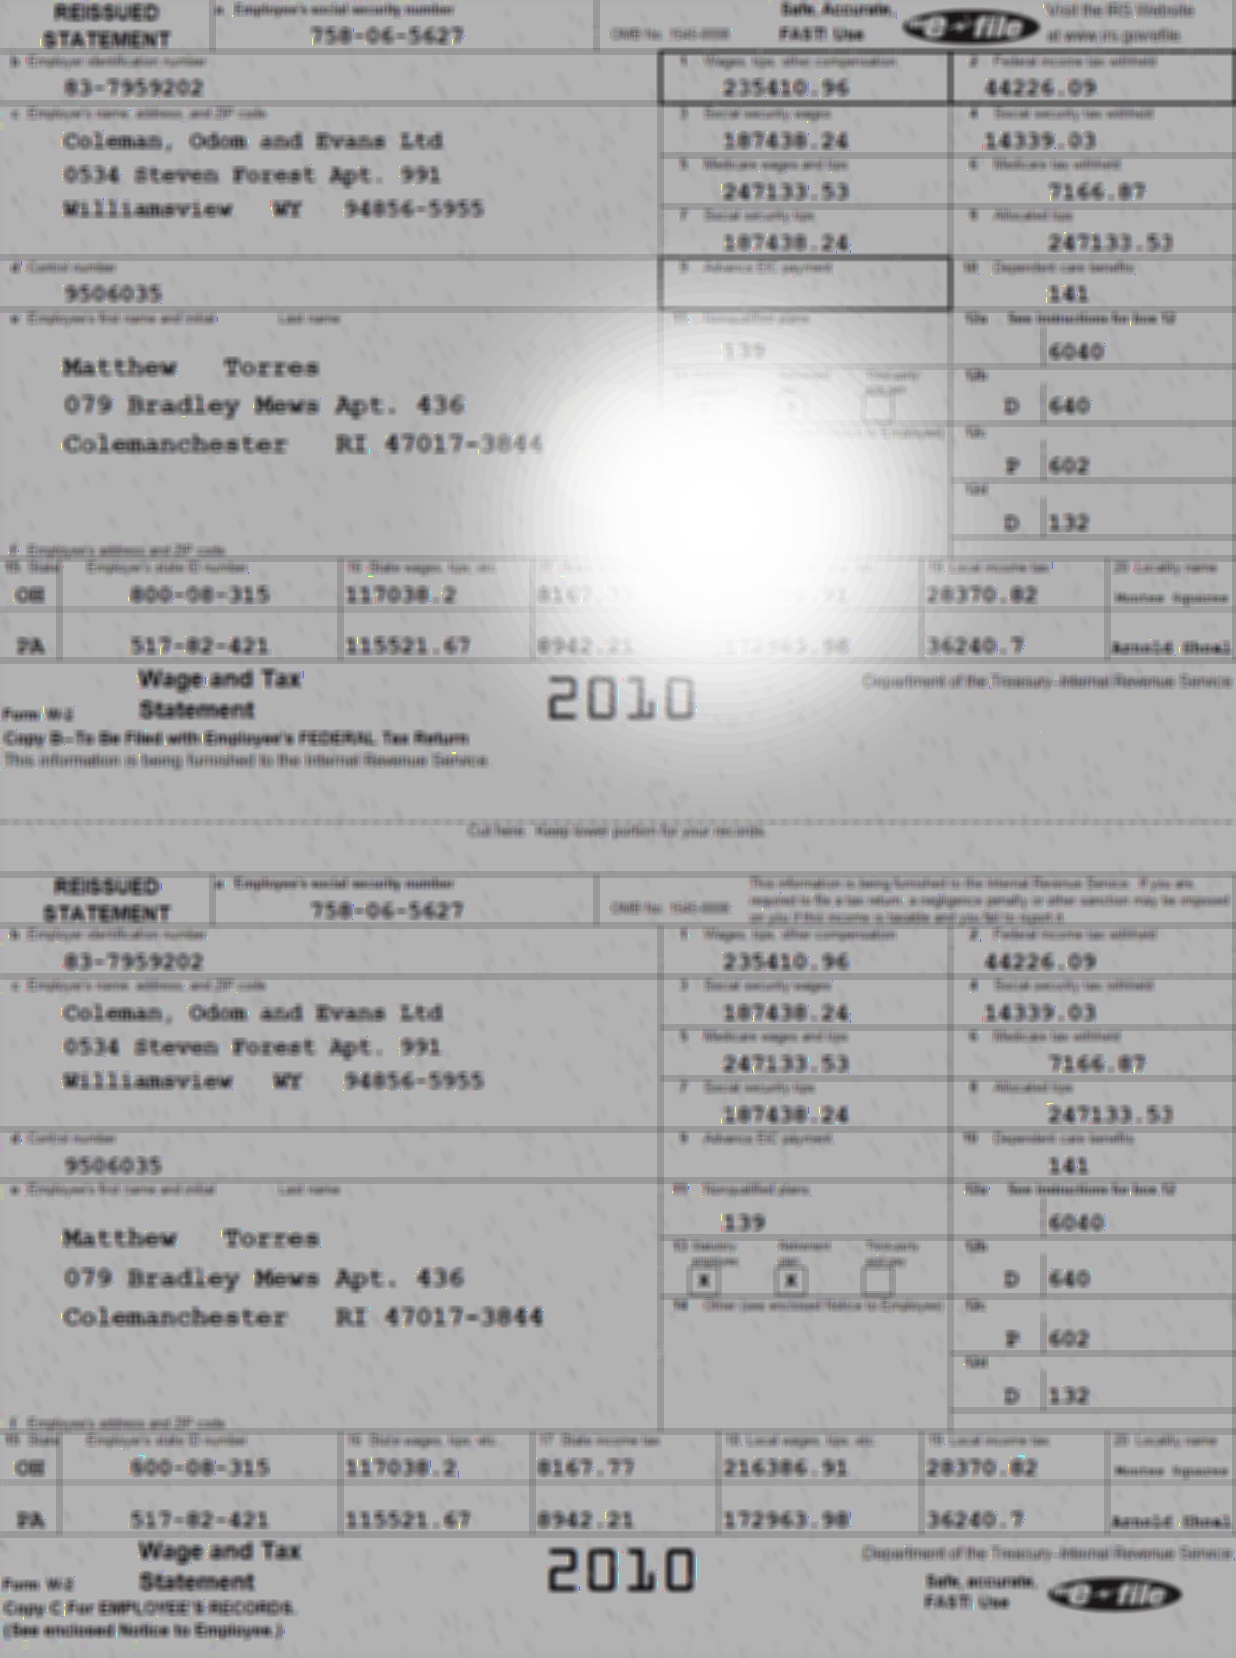 REISSUED STATEMENT
a Employee's social security number
758-06-5627
OMB No. 1545-0008
Safe, Accurate, FAST! Use
e-file
Visit the IRS Website at www.irs.gov/efile.
b Employer identification number
83-7959202
1 Wages, tips, other compensation
235410.96
2 Federal income tax withheld
44226.09
c Employer's name, address, and ZIP code
Coleman, Odom and Evans Ltd
0534 Steven Forest Apt. 991
Williamsview WY 94856-5955
3 Social security wages
187438.24
4 Social security tax withheld
14339.03
5 Medicare wages and tips
247133.53
6 Medicare tax withheld
7166.87
7 Social security tips
187438.24
8 Allocated tips
247133.53
d Control number
9506035
9 Advance EIC payment
10 Dependent care benefits
141
e Employee's first name and initial Last name
Matthew Torres
079 Bradley Mews Apt. 436
Colemanchester RI 47017-3844
11 Nonqualified plans
139
12a See instructions for box 12
6040
12b
D 640
12c
P 602
12d
D 132
f Employee's address and ZIP code
15 State Employer's state ID number 16 State wages, tips, etc. 19 Local income tax 20 Locality name
OH 800-08-315 117038.2 8167.77 28370.82
PA 517-82-421 115521.67 8942.21 172963.98 36240.7 Arnold Shoal
Form W-2
Wage and Tax Statement
2010
Department of the Treasury-Internal Revenue Service
Copy B-To Be Filed with Employee's FEDERAL Tax Return
This information is being furnished to the Internal Revenue Service.
Cut here. Keep lower portion for your records.
REISSUED STATEMENT
a Employee's social security number
758-06-5627
OMB No. 1545-0008
This information is being furnished to the Internal Revenue Service. If you are
required to file a tax return, a negligence penalty or other sanction may be imposed
on you if this income is taxable and you fail to report it.
b Employer identification number
83-7959202
1 Wages, tips, other compensation
235410.96
2 Federal income tax withheld
44226.09
c Employer's name, address, and ZIP code
Coleman, Odom and Evans Ltd
0534 Steven Forest Apt. 991
Williamsview WY 94856-5955
3 Social security wages
187438.24
4 Social security tax withheld
14339.03
5 Medicare wages and tips
247133.53
6 Medicare tax withheld
7166.87
7 Social security tips
187438.24
8 Allocated tips
247133.53
d Control number
9506035
9 Advance EIC payment
10 Dependent care benefits
141
e Employee's first name and initial Last name
Matthew Torres
079 Bradley Mews Apt. 436
Colemanchester RI 47017-3844
11 Nonqualified plans
139
12a See instructions for box 12
6040
13 Statutory employee Retirement plan Third-party sick pay
X X
12b
D 640
14 Other (see enclosed Notice to Employee)
12c
P 602
12d
D 132
f Employee's address and ZIP code
15 State Employer's state ID number 16 State wages, tips, etc. 17 State income tax 18 Local wages, tips, etc. 19 Local income tax 20 Locality name
OH 800-08-315 117038.2 8167.77 216386.91 28370.82
PA 517-82-421 115521.67 8942.21 172963.98 36240.7 Arnold Shoal
Form W-2
Wage and Tax Statement
2010
Department of the Treasury-Internal Revenue Service
Copy C For EMPLOYEE'S RECORDS.
(See enclosed Notice to Employee.)
Safe, accurate, FAST! Use
e-file